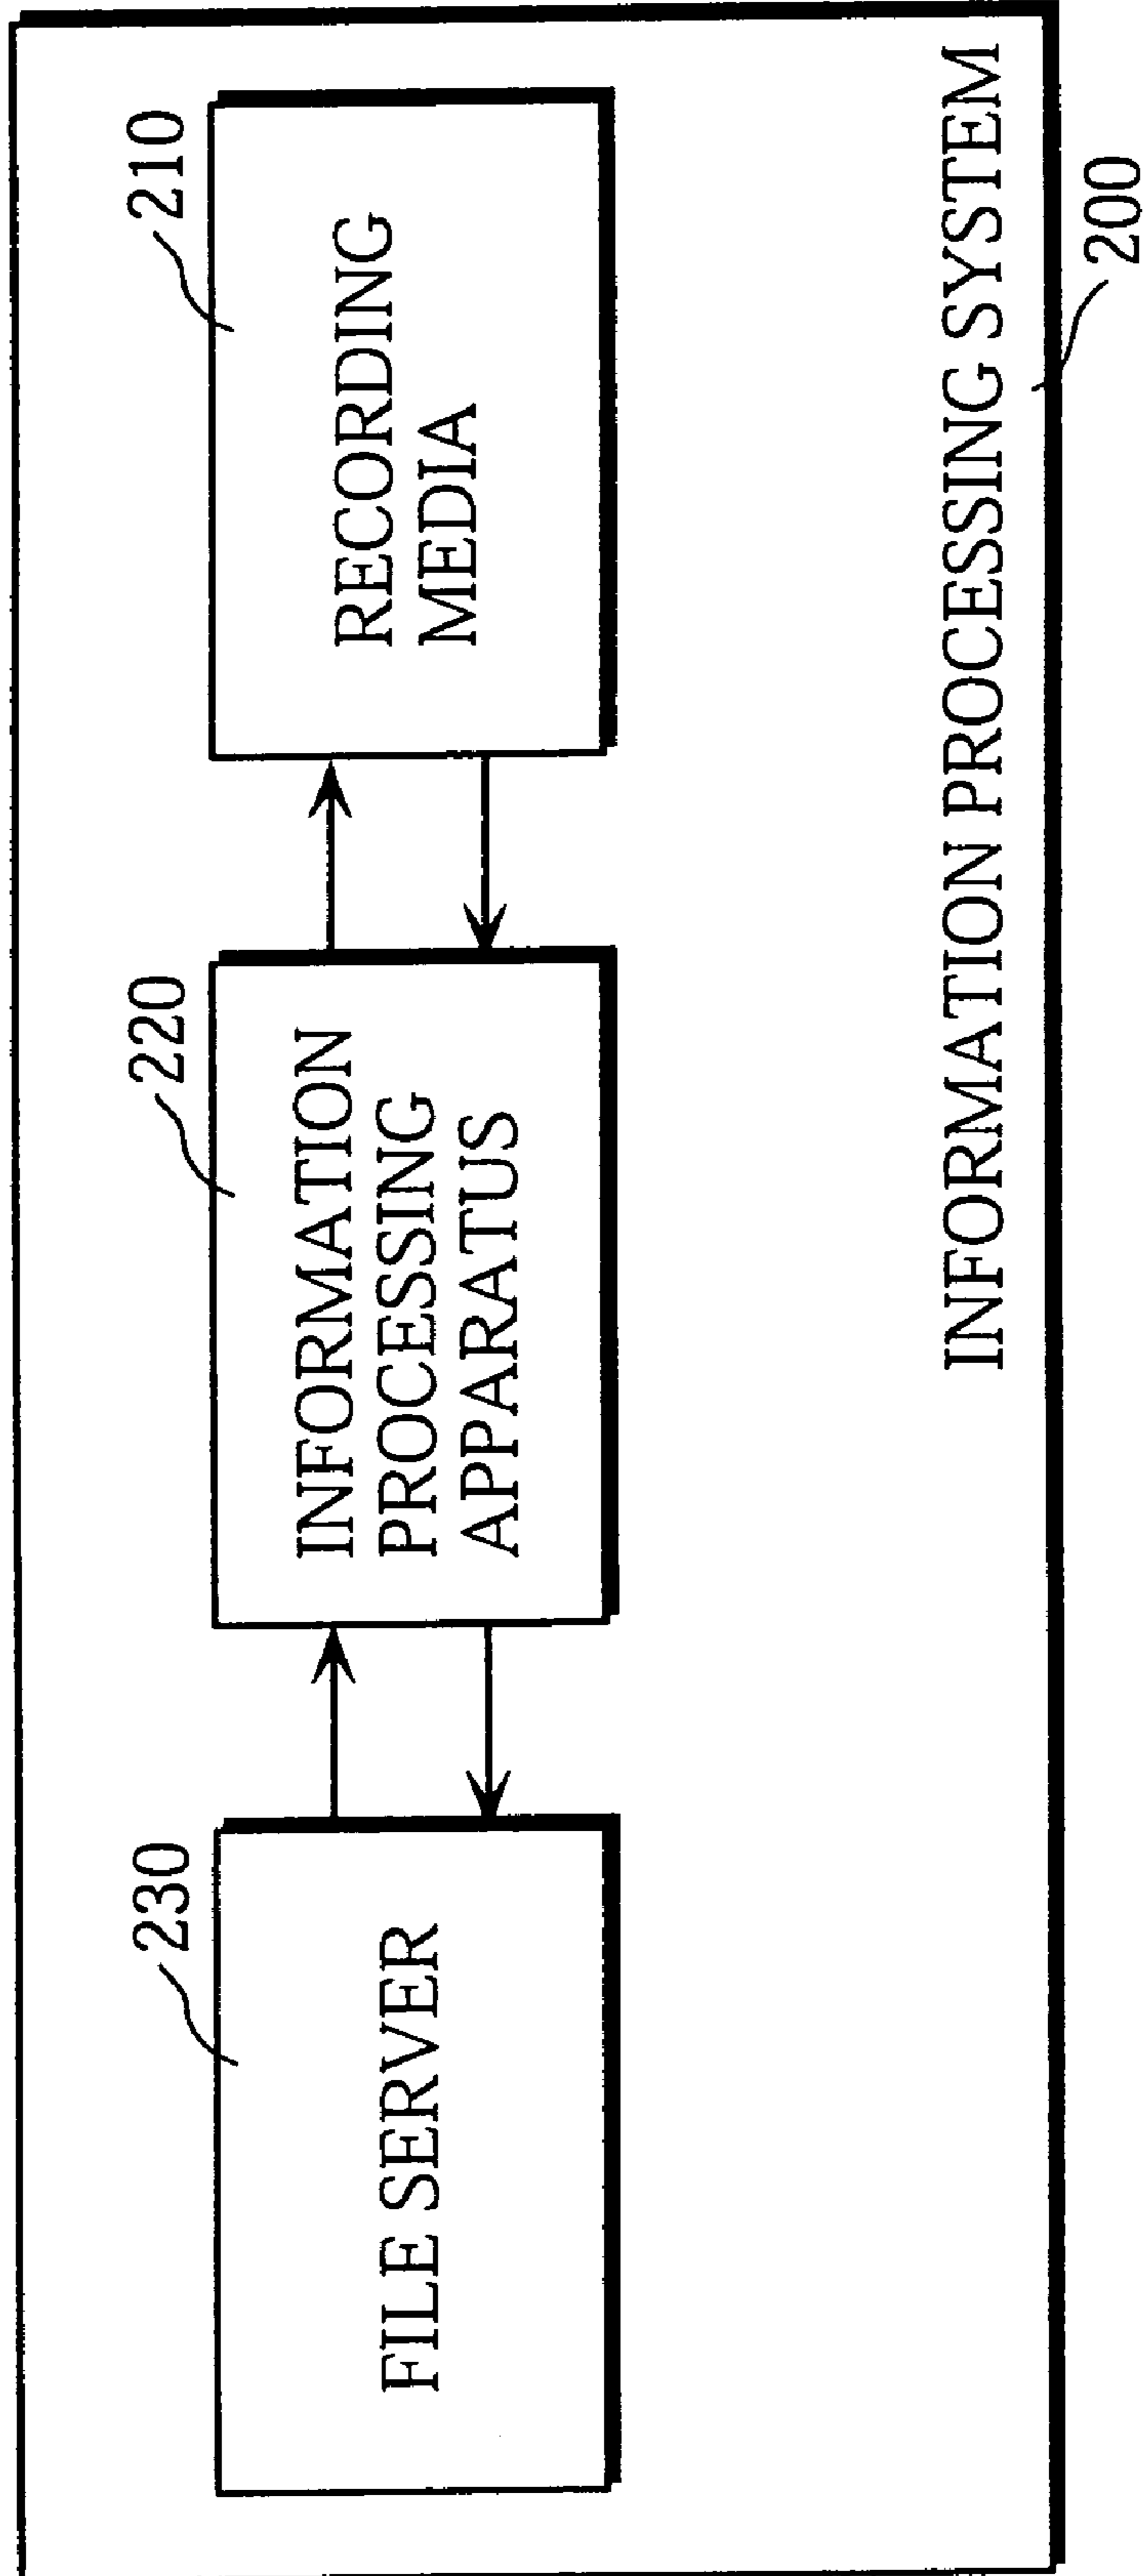 230
FILE SERVER
220
INFORMATION
PROCESSING
APPARATUS
210
RECORDING
MEDIA
INFORMATION PROCESSING SYSTEM
200